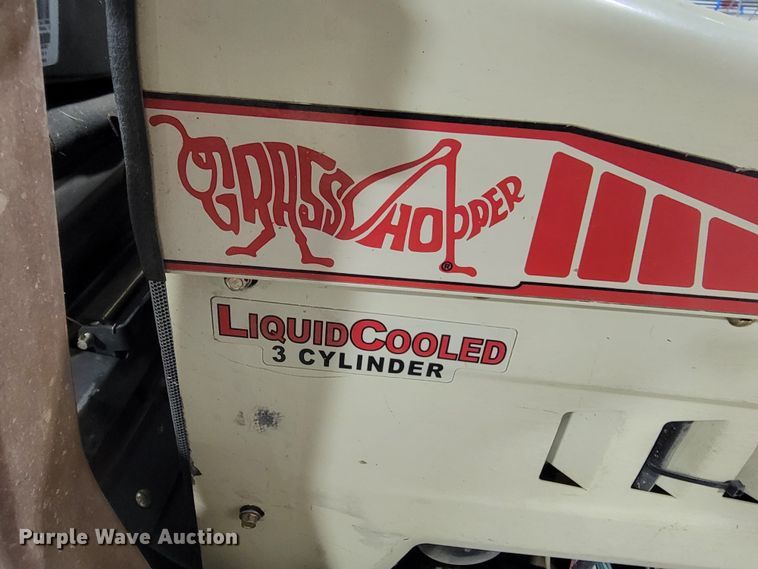 GRASSHOPPER®
LIQUIDCOOLED
3 CYLINDER
Purple Wave Auction